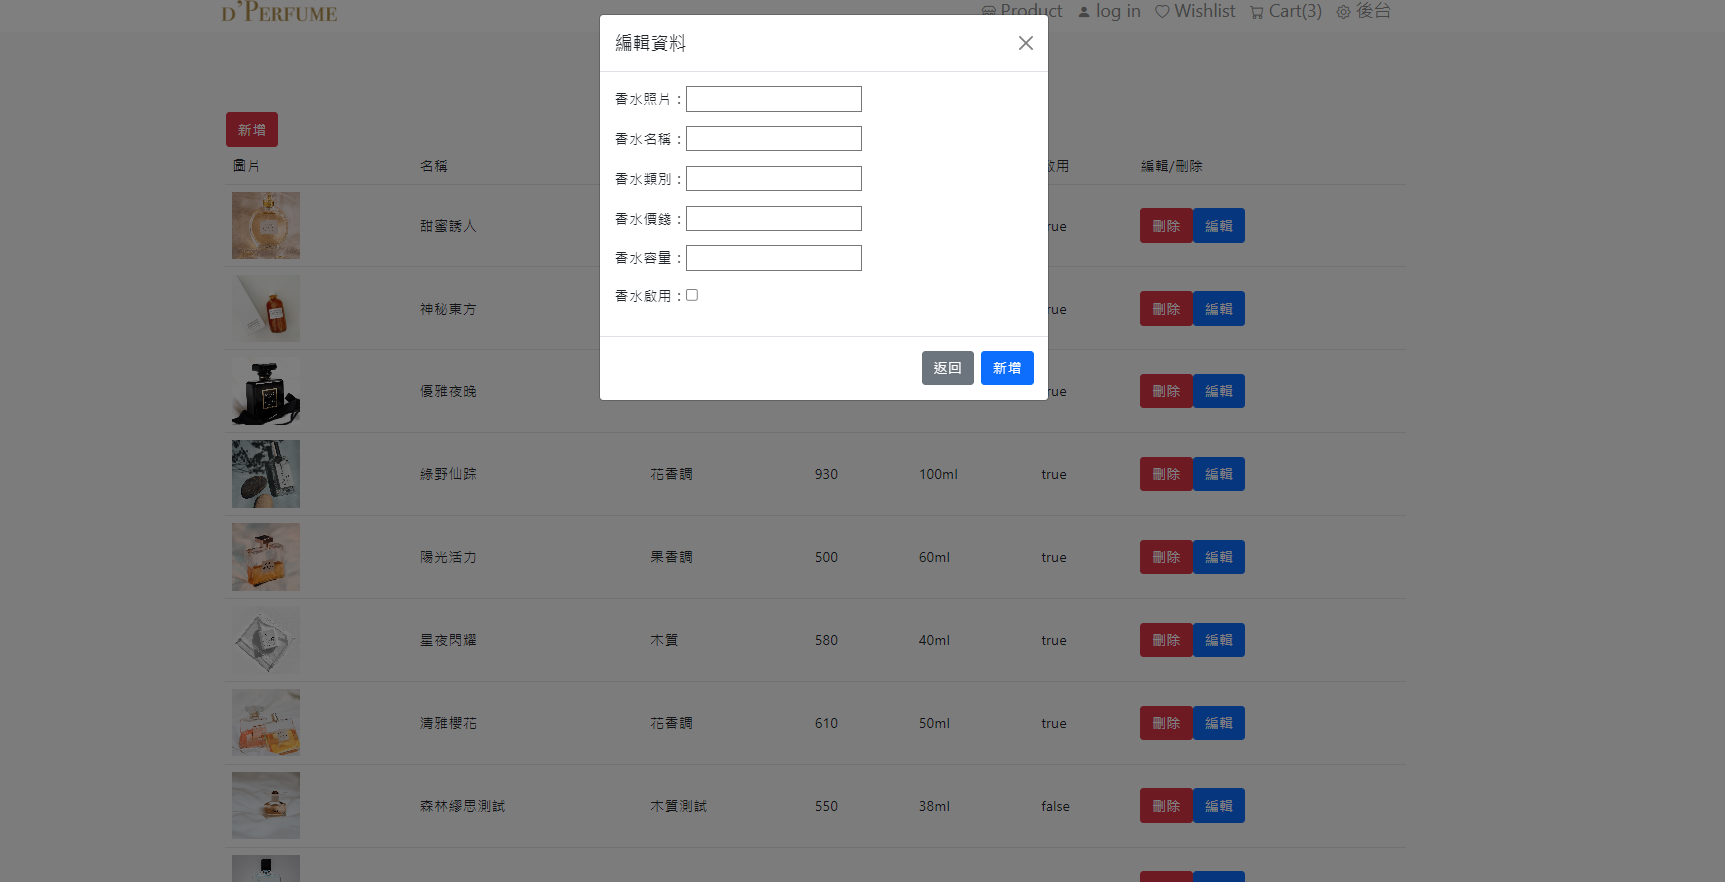 D'PERFUME
Product log in Wishlist Cart(3) 後台
編輯資料
香水照片：
香水名稱：
香水類別：
香水價錢：
香水容量：
香水啟用：
返回 新增
新增
圖片 名稱 啟用 編輯/刪除
甜蜜誘人 true 刪除 編輯
神秘東方 true 刪除 編輯
優雅夜晚 true 刪除 編輯
綠野仙踪 花香調 930 100ml true 刪除 編輯
陽光活力 果香調 500 60ml true 刪除 編輯
星夜閃耀 木質 580 40ml true 刪除 編輯
清雅櫻花 花香調 610 50ml true 刪除 編輯
森林繆思測試 木質測試 550 38ml false 刪除 編輯